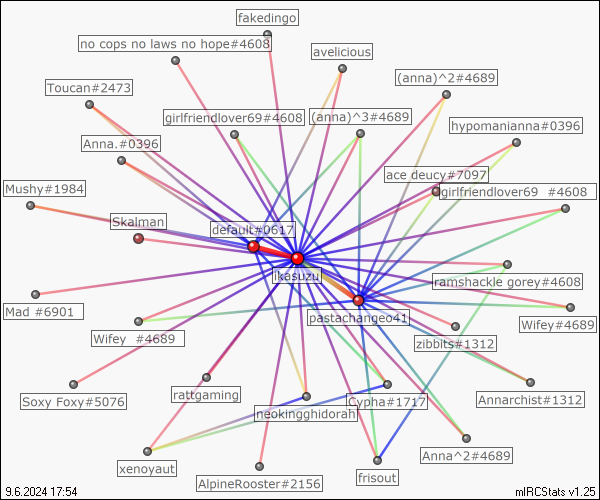 fakedingo
no cops no laws no hope#4608
avelicious
Toucan#2473
(anna)^2#4689
girlfriendlover69#4608
(anna)^3#4689
hypomanianna#0396
Anna.#0396
ace deucy#7097
Mushy#1984
girlfriendlover69 #4608
Skalman
default#0617
ikasuzu
ramshackle gorey#4608
Mad #6901
pastachangeo41
Wifey#4689
Wifey #4689
zibbits#1312
Soxy Foxy#5076
rattgaming
neokingghidorah
Cypha#1717
Annarchist#1312
xenoyaut
Anna^2#4689
AlpineRooster#2156
frisout
9.6.2024 17:54
mIRCStats v1.25